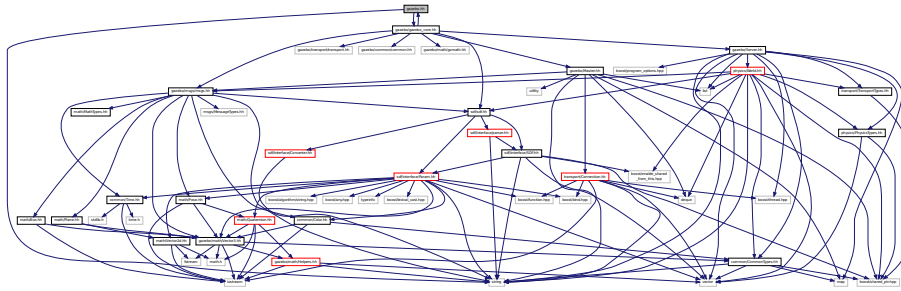 gazebo.hh
gazebo/gazebo_core.hh
gazebo/transport/transport.hh
gazebo/common/common.hh
gazebo/math/gzmath.hh
gazebo/Server.hh
gazebo/Master.hh
boost/program_options.hpp
physics/World.hh
gazebo/msgs/msgs.hh
utility
list
transport/TransportTypes.hh
math/MathTypes.hh
msgs/MessageTypes.hh
sdf/sdf.hh
sdf/interface/parser.hh
physics/PhysicsTypes.hh
sdf/interface/Converter.hh
sdf/interface/SDF.hh
sdf/interface/Param.hh
transport/Connection.hh
boost/enable_shared
_from_this.hpp
common/Time.hh
math/Pose.hh
boost/algorithm/string.hpp
boost/any.hpp
typeinfo
boost/lexical_cast.hpp
boost/function.hpp
boost/bind.hpp
deque
boost/thread.hpp
math/Box.hh
math/Plane.hh
stdlib.h
time.h
math/Quaternion.hh
common/Color.hh
math/Vector2d.hh
gazebo/math/Vector3.hh
fstream
math.h
gazebo/math/Helpers.hh
common/CommonTypes.hh
iostream
string
vector
map
boost/shared_ptr.hpp